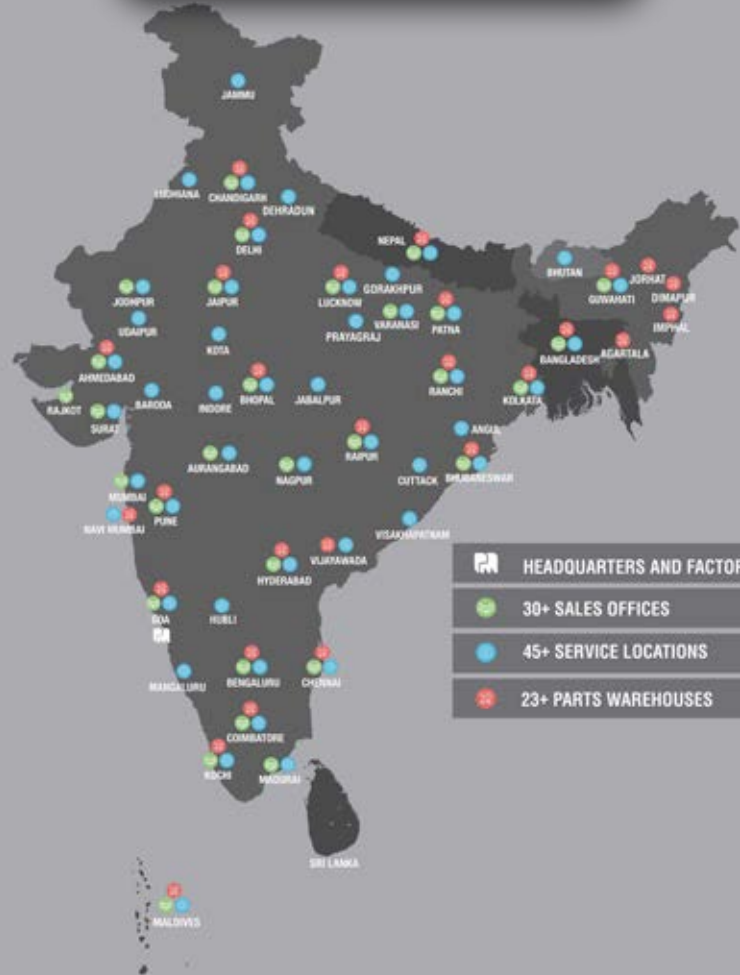 JAMMU
LUDHIANA
CHANDIGARH
DEHRADUN
DELHI
NEPAL
BHUTAN
JORHAT
GUWAHATI
DIMAPUR
IMPHAL
JODHPUR
JAIPUR
LUCKNOW
GORAKHPUR
UDAIPUR
KOTA
PRAYAGRAJ
VARANASI
PATNA
BANGLADESH
AGARTALA
AHMEDABAD
RAJKOT
SURAT
BARODA
INDORE
BHOPAL
JABALPUR
RANCHI
KOLKATA
AURANGABAD
NAGPUR
RAIPUR
ANGUL
CUTTACK
BHUBANESWAR
MUMBAI
NAVI MUMBAI
PUNE
VISAKHAPATNAM
HYDERABAD
VIJAYAWADA
GOA
HUBLI
MANGALURU
BENGALURU
CHENNAI
COIMBATORE
KOCHI
MADURAI
SRI LANKA
MALDIVES
HEADQUARTERS AND FACTOR
30+ SALES OFFICES
45+ SERVICE LOCATIONS
23+ PARTS WAREHOUSES